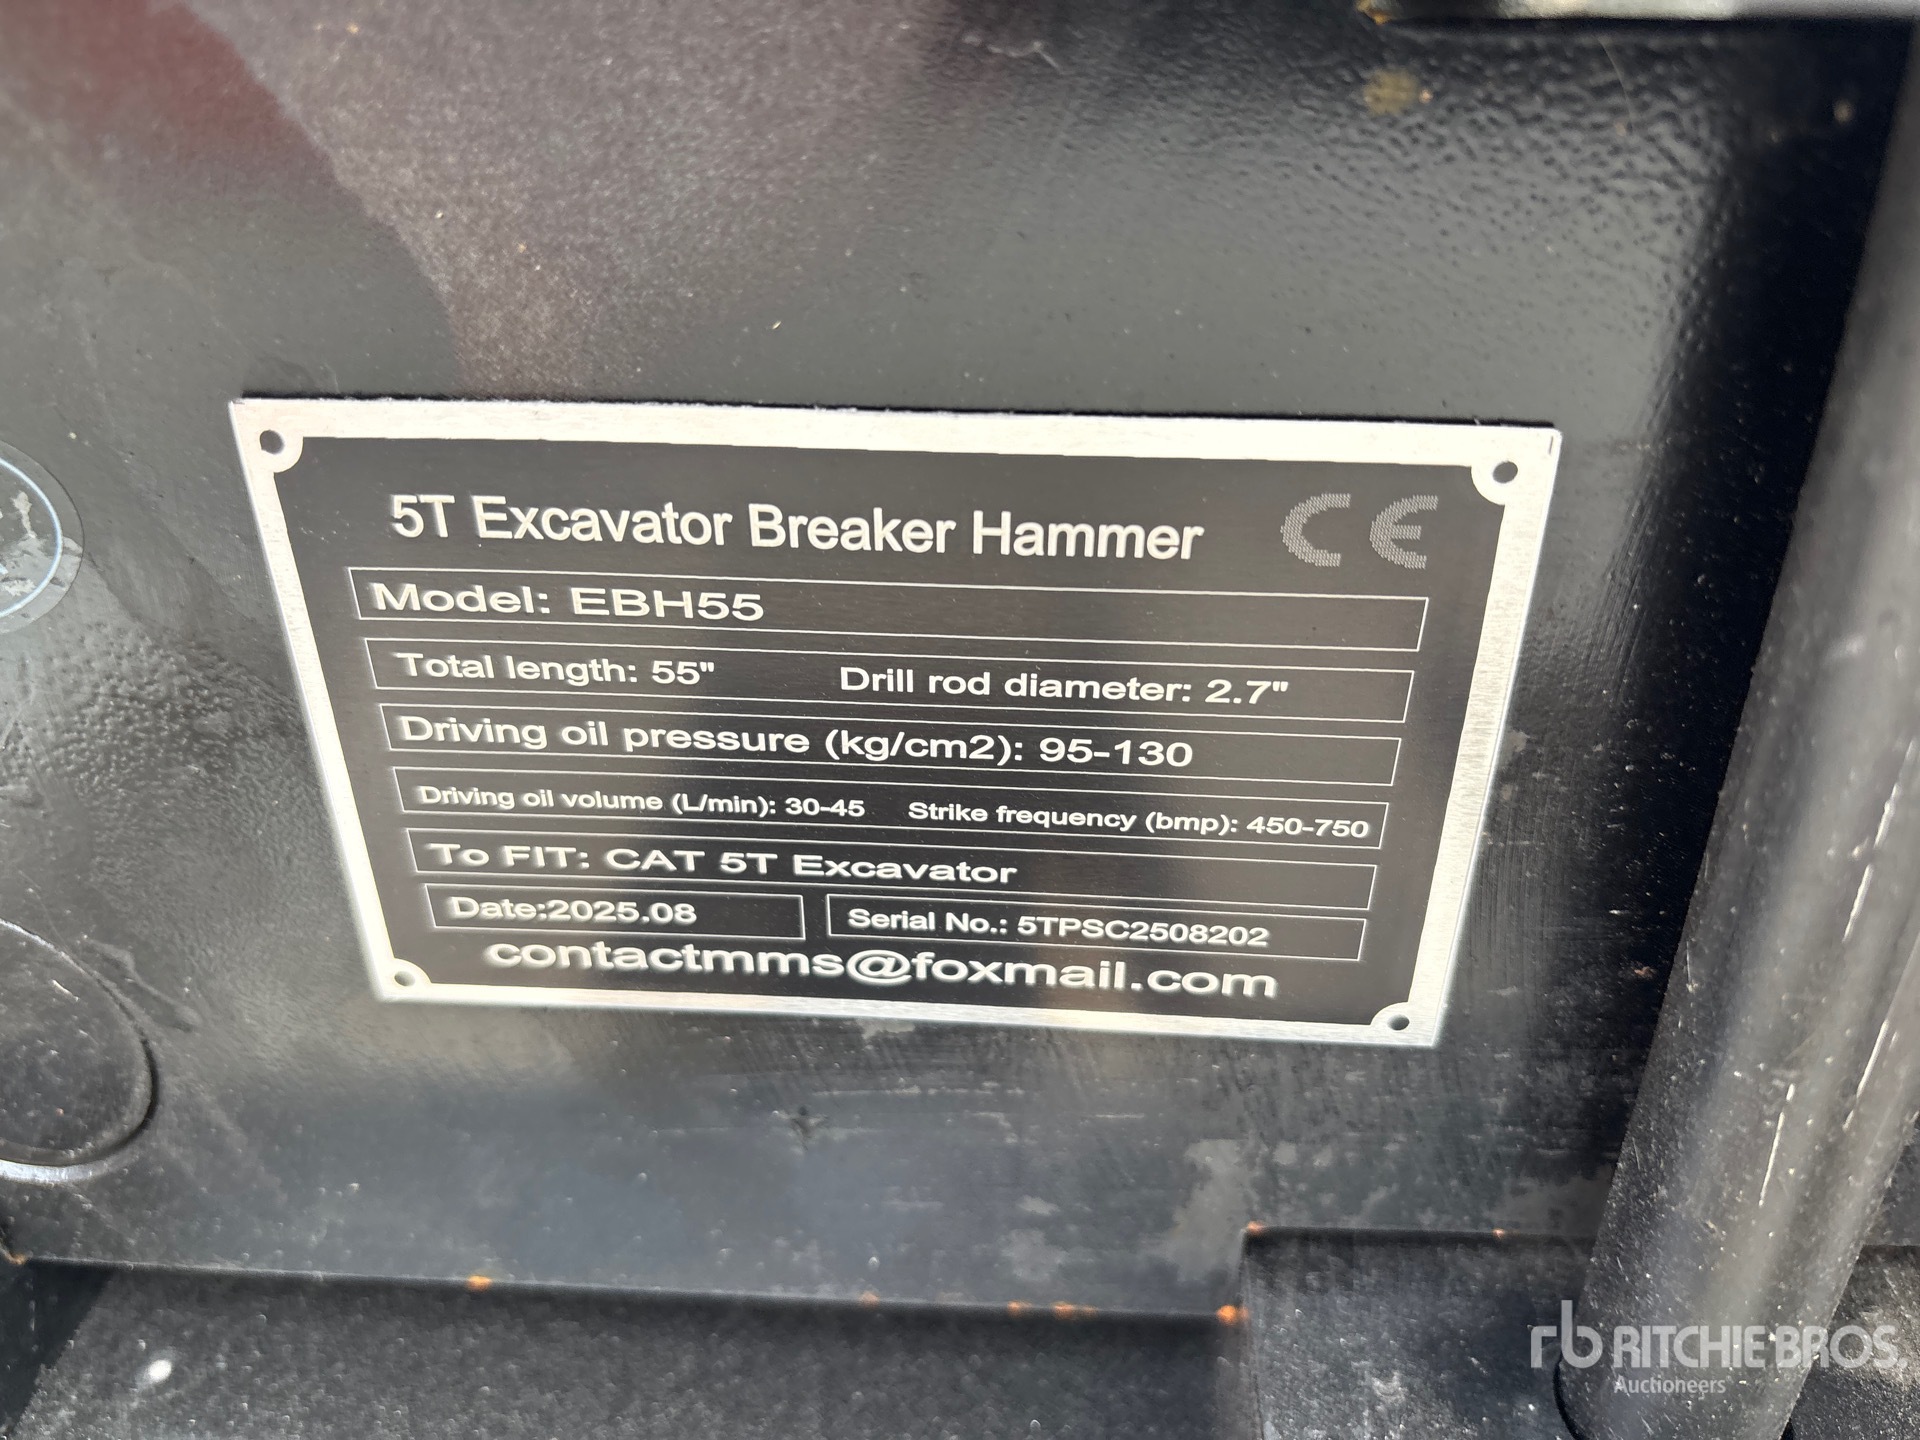 5T Excavator Breaker Hammer CE
Model: EBH55
Total length: 55" Drill rod diameter: 2.7"
Driving oil pressure (kg/cm2): 95-130
Driving oil volume (L/min): 30-45 Strike frequency (bmp): 450-750
To FIT: CAT 5T Excavator
Date:2025.08 Serial No.: 5TPSC2508202
contactmms@foxmail.com
rb RITCHIE BROS.
Auctioneers